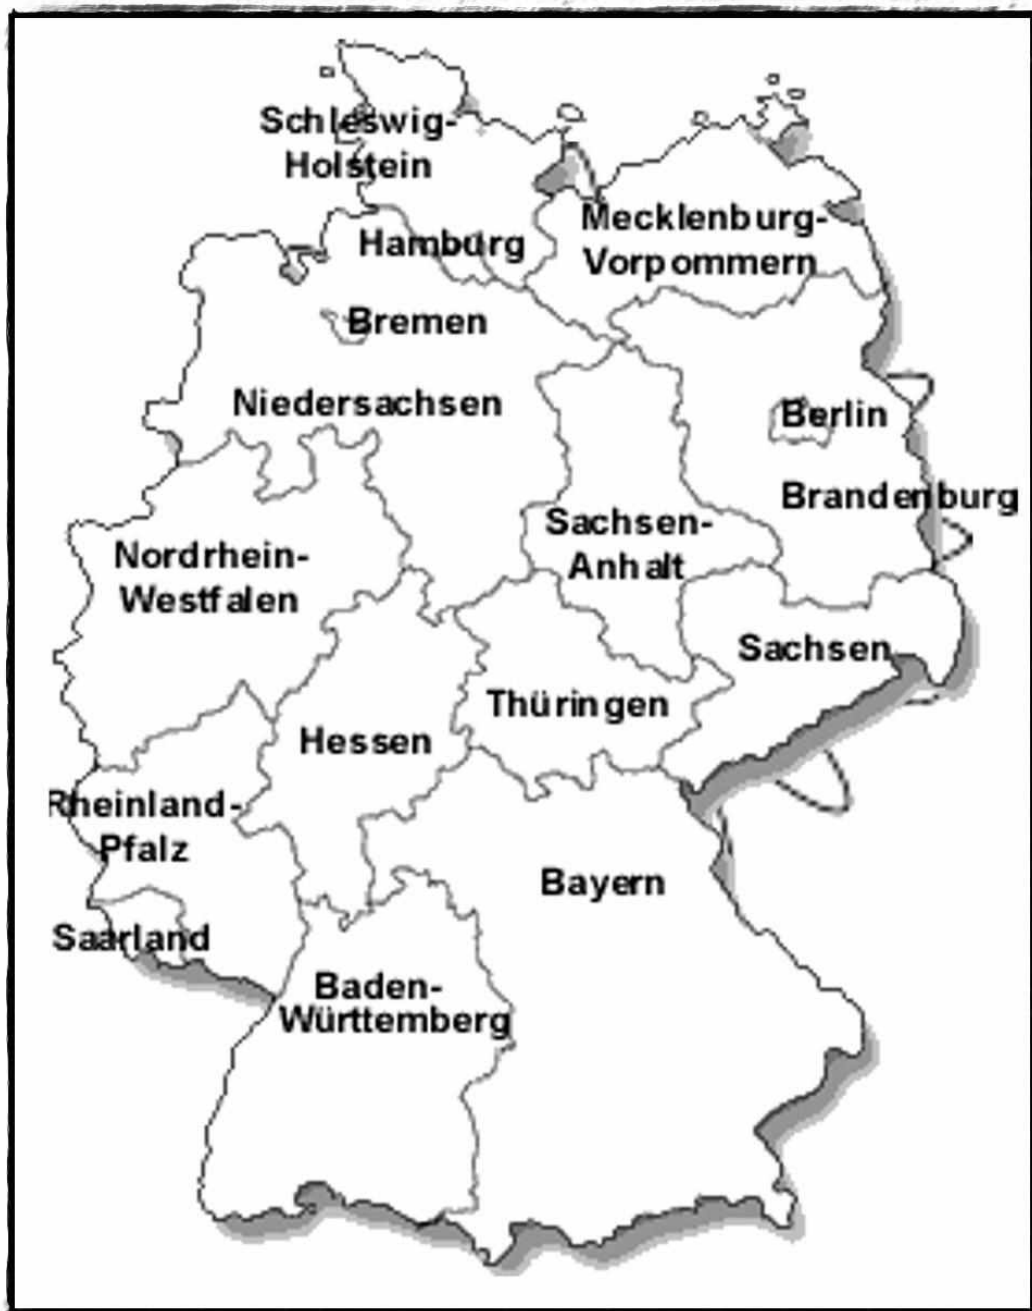 Schleswig-
Holstein
Mecklenburg-
Vorpommern
Hamburg
Bremen
Niedersachsen
Berlin
Brandenburg
Sachsen-
Anhalt
Nordrhein-
Westfalen
Sachsen
Thüringen
Hessen
Rheinland-
Pfalz
Bayern
Saarland
Baden-
Württemberg